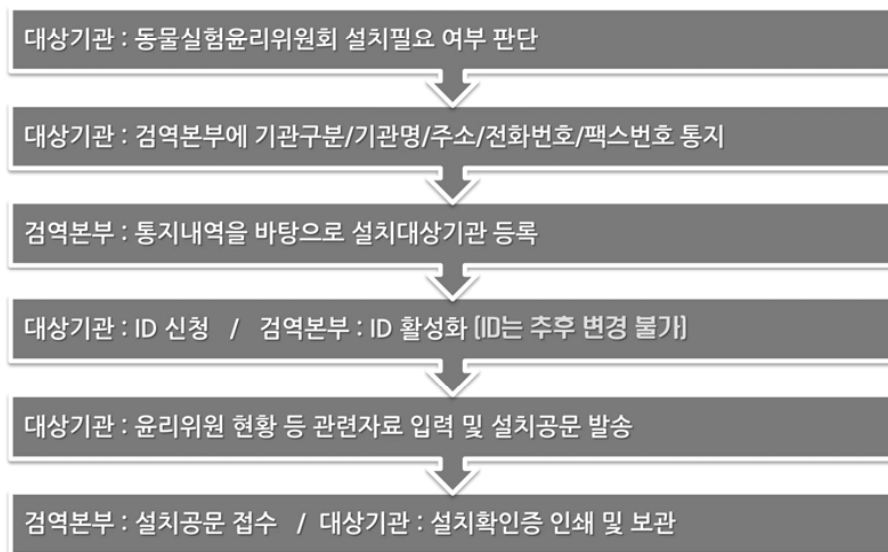 대상기관 : 동물실험윤리위원회 설치필요 여부 판단
대상기관 : 검역본부에 기관구분/기관명/주소/전화번호/팩스번호 통지
검역본부 : 통지내역을 바탕으로 설치대상기관 등록
대상기관 : ID 신청 / 검역본부 : ID 활성화 (ID는 추후 변경 불가)
대상기관 : 윤리위원 현황 등 관련자료 입력 및 설치공문 발송
검역본부 : 설치공문 접수 / 대상기관 : 설치확인증 인쇄 및 보관